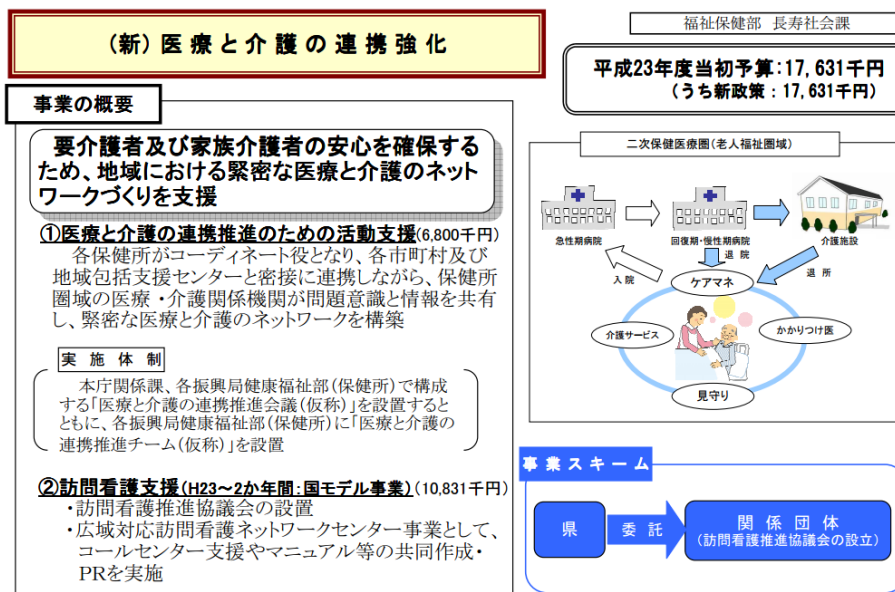 (新)医療と介護の連携強化
福祉保健部 長寿社会課
平成23年度当初予算:17,631千円
(うち新政策:17,631千円)
事業の概要
要介護者及び家族介護者の安心を確保する
ため、地域における緊密な医療と介護のネット
ワークづくりを支援
①医療と介護の連携推進のための活動支援(6,800千円)
各保健所がコーディネート役となり、各市町村及び
地域包括支援センターと密接に連携しながら、保健所
圏域の医療・介護関係機関が問題意識と情報を共有
し、緊密な医療と介護のネットワークを構築
実施体制
本庁関係課、各振興局健康福祉部(保健所)で構成
する「医療と介護の連携推進会議(仮称)」を設置すると
ともに、各振興局健康福祉部(保健所)に「医療と介護の
連携推進チーム(仮称)」を設置
②訪問看護支援(H23~2か年間:国モデル事業)(10,831千円)
・訪問看護推進協議会の設置
・広域対応訪問看護ネットワークセンター事業として、
コールセンター支援やマニュアル等の共同作成・
PRを実施
二次保健医療圏(老人福祉圏域)
急性期病院
回復期・慢性期病院
介護施設
退院
入院
退所
ケアマネ
介護サービス
かかりつけ医
見守り
事業スキーム
県
委託
関係団体
(訪問看護推進協議会の設立)